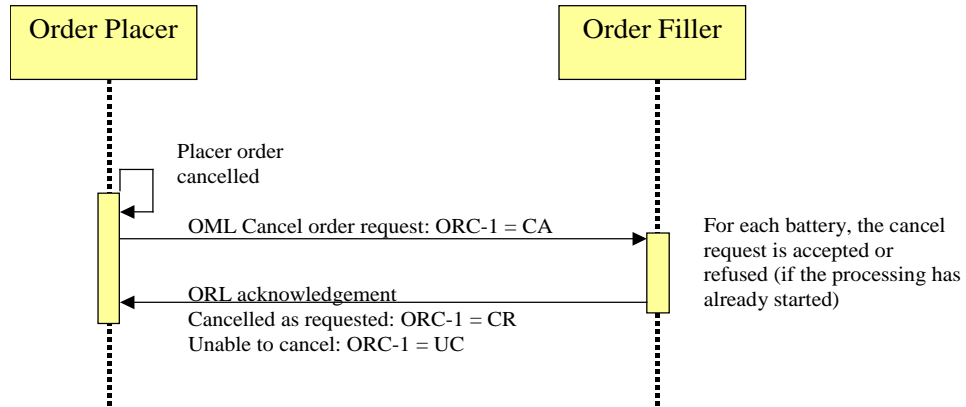 Order Placer
Order Filler
Placer order
cancelled
OML Cancel order request: ORC-1 = CA
For each battery, the cancel
request is accepted or
refused (if the processing has
already started)
ORL acknowledgement
Cancelled as requested: ORC-1 = CR
Unable to cancel: ORC-1 = UC